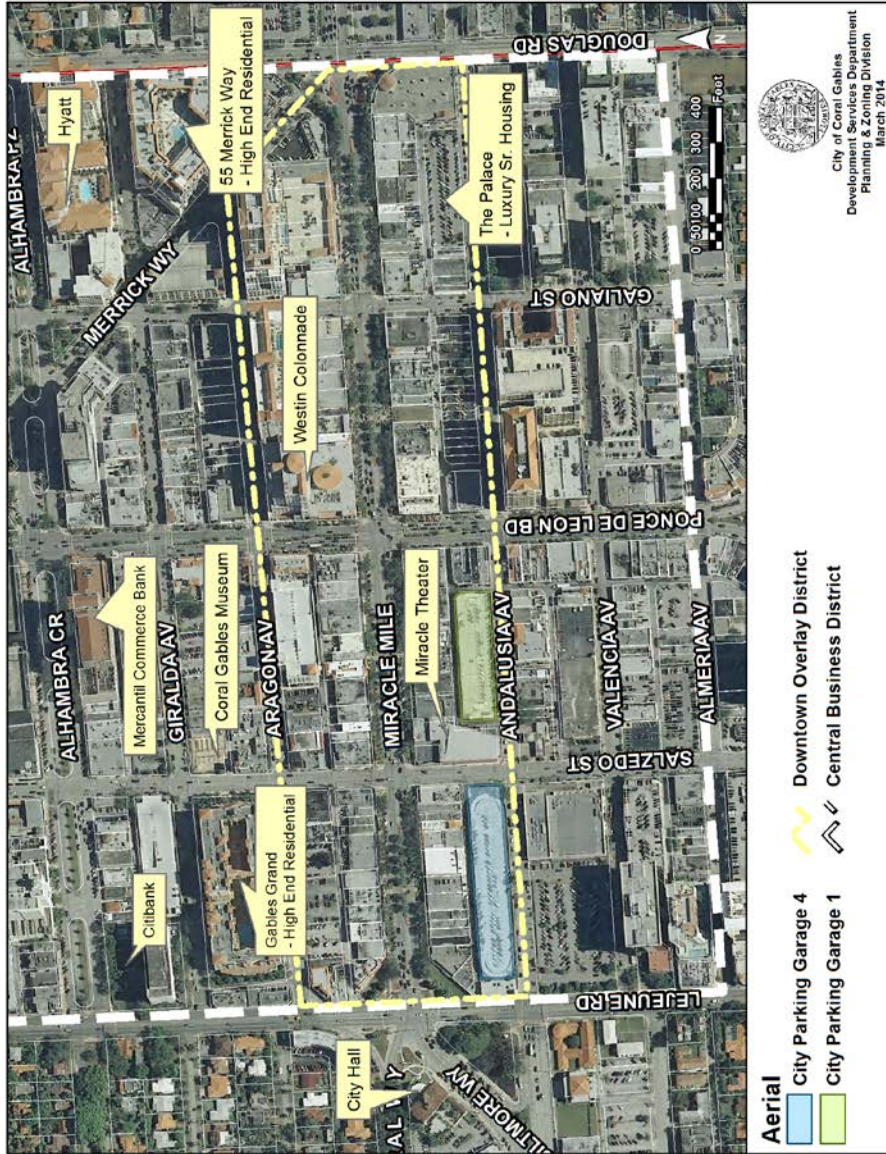 ALHAMBRA PZ
Hyatt
MERRICK WY
55 Merrick Way
- High End Residential
DOUGLAS RD
ALHAMBRA CR
Mercantil Commerce Bank
GIRALDA AV
Coral Gables Museum
ARAGON AV
Westin Colonnade
The Palace
- Luxury Sr. Housing
Citibank
Gables Grand
- High End Residential
MIRACLE MILE
Miracle Theater
ANDALUSIA AV
GALIANO ST
PONCE DE LEON BD
VALENCIA AV
SALZEDO ST
ALMERIA AV
City Hall
RAL WY
ILTMORE WY
LEJEUNE RD
N
0 50 100 200 300 400
Feet
Aerial
City Parking Garage 4
City Parking Garage 1
Downtown Overlay District
Central Business District
City of Coral Gables
Development Services Department
Planning & Zoning Division
March 2014